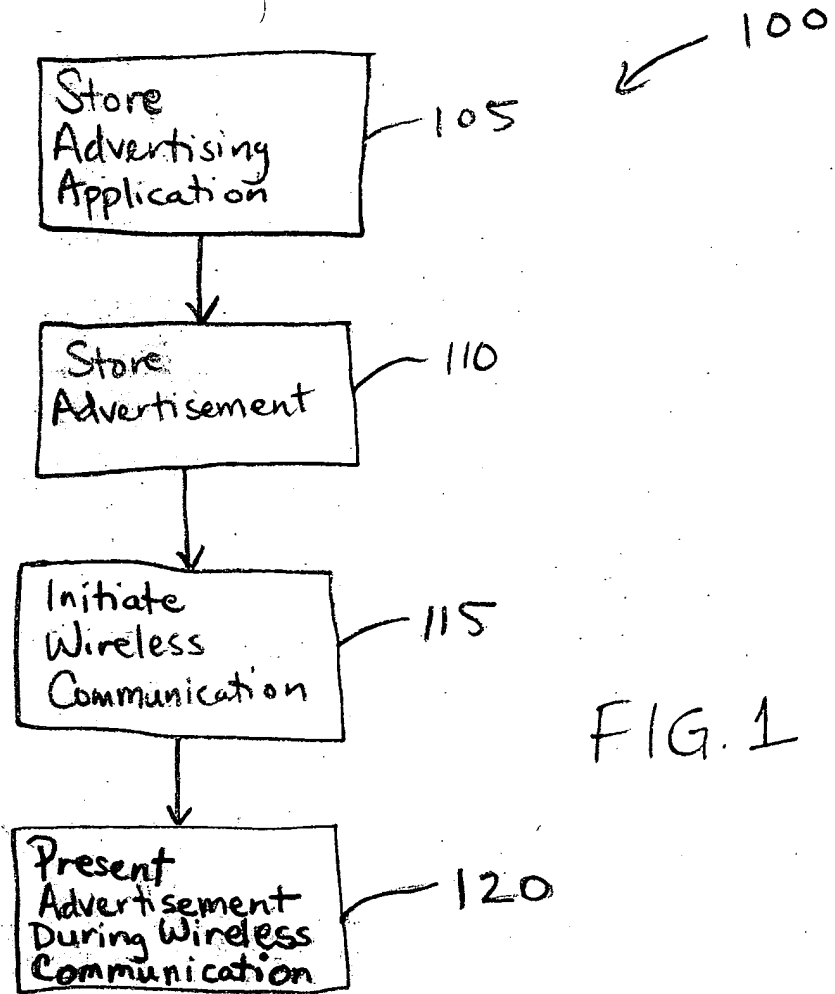 100
Store
Advertising
Application
105
Store
Advertisement
110
Initiate
Wireless
Communication
115
FIG. 1
Present
Advertisement
During Wireless
Communication
120